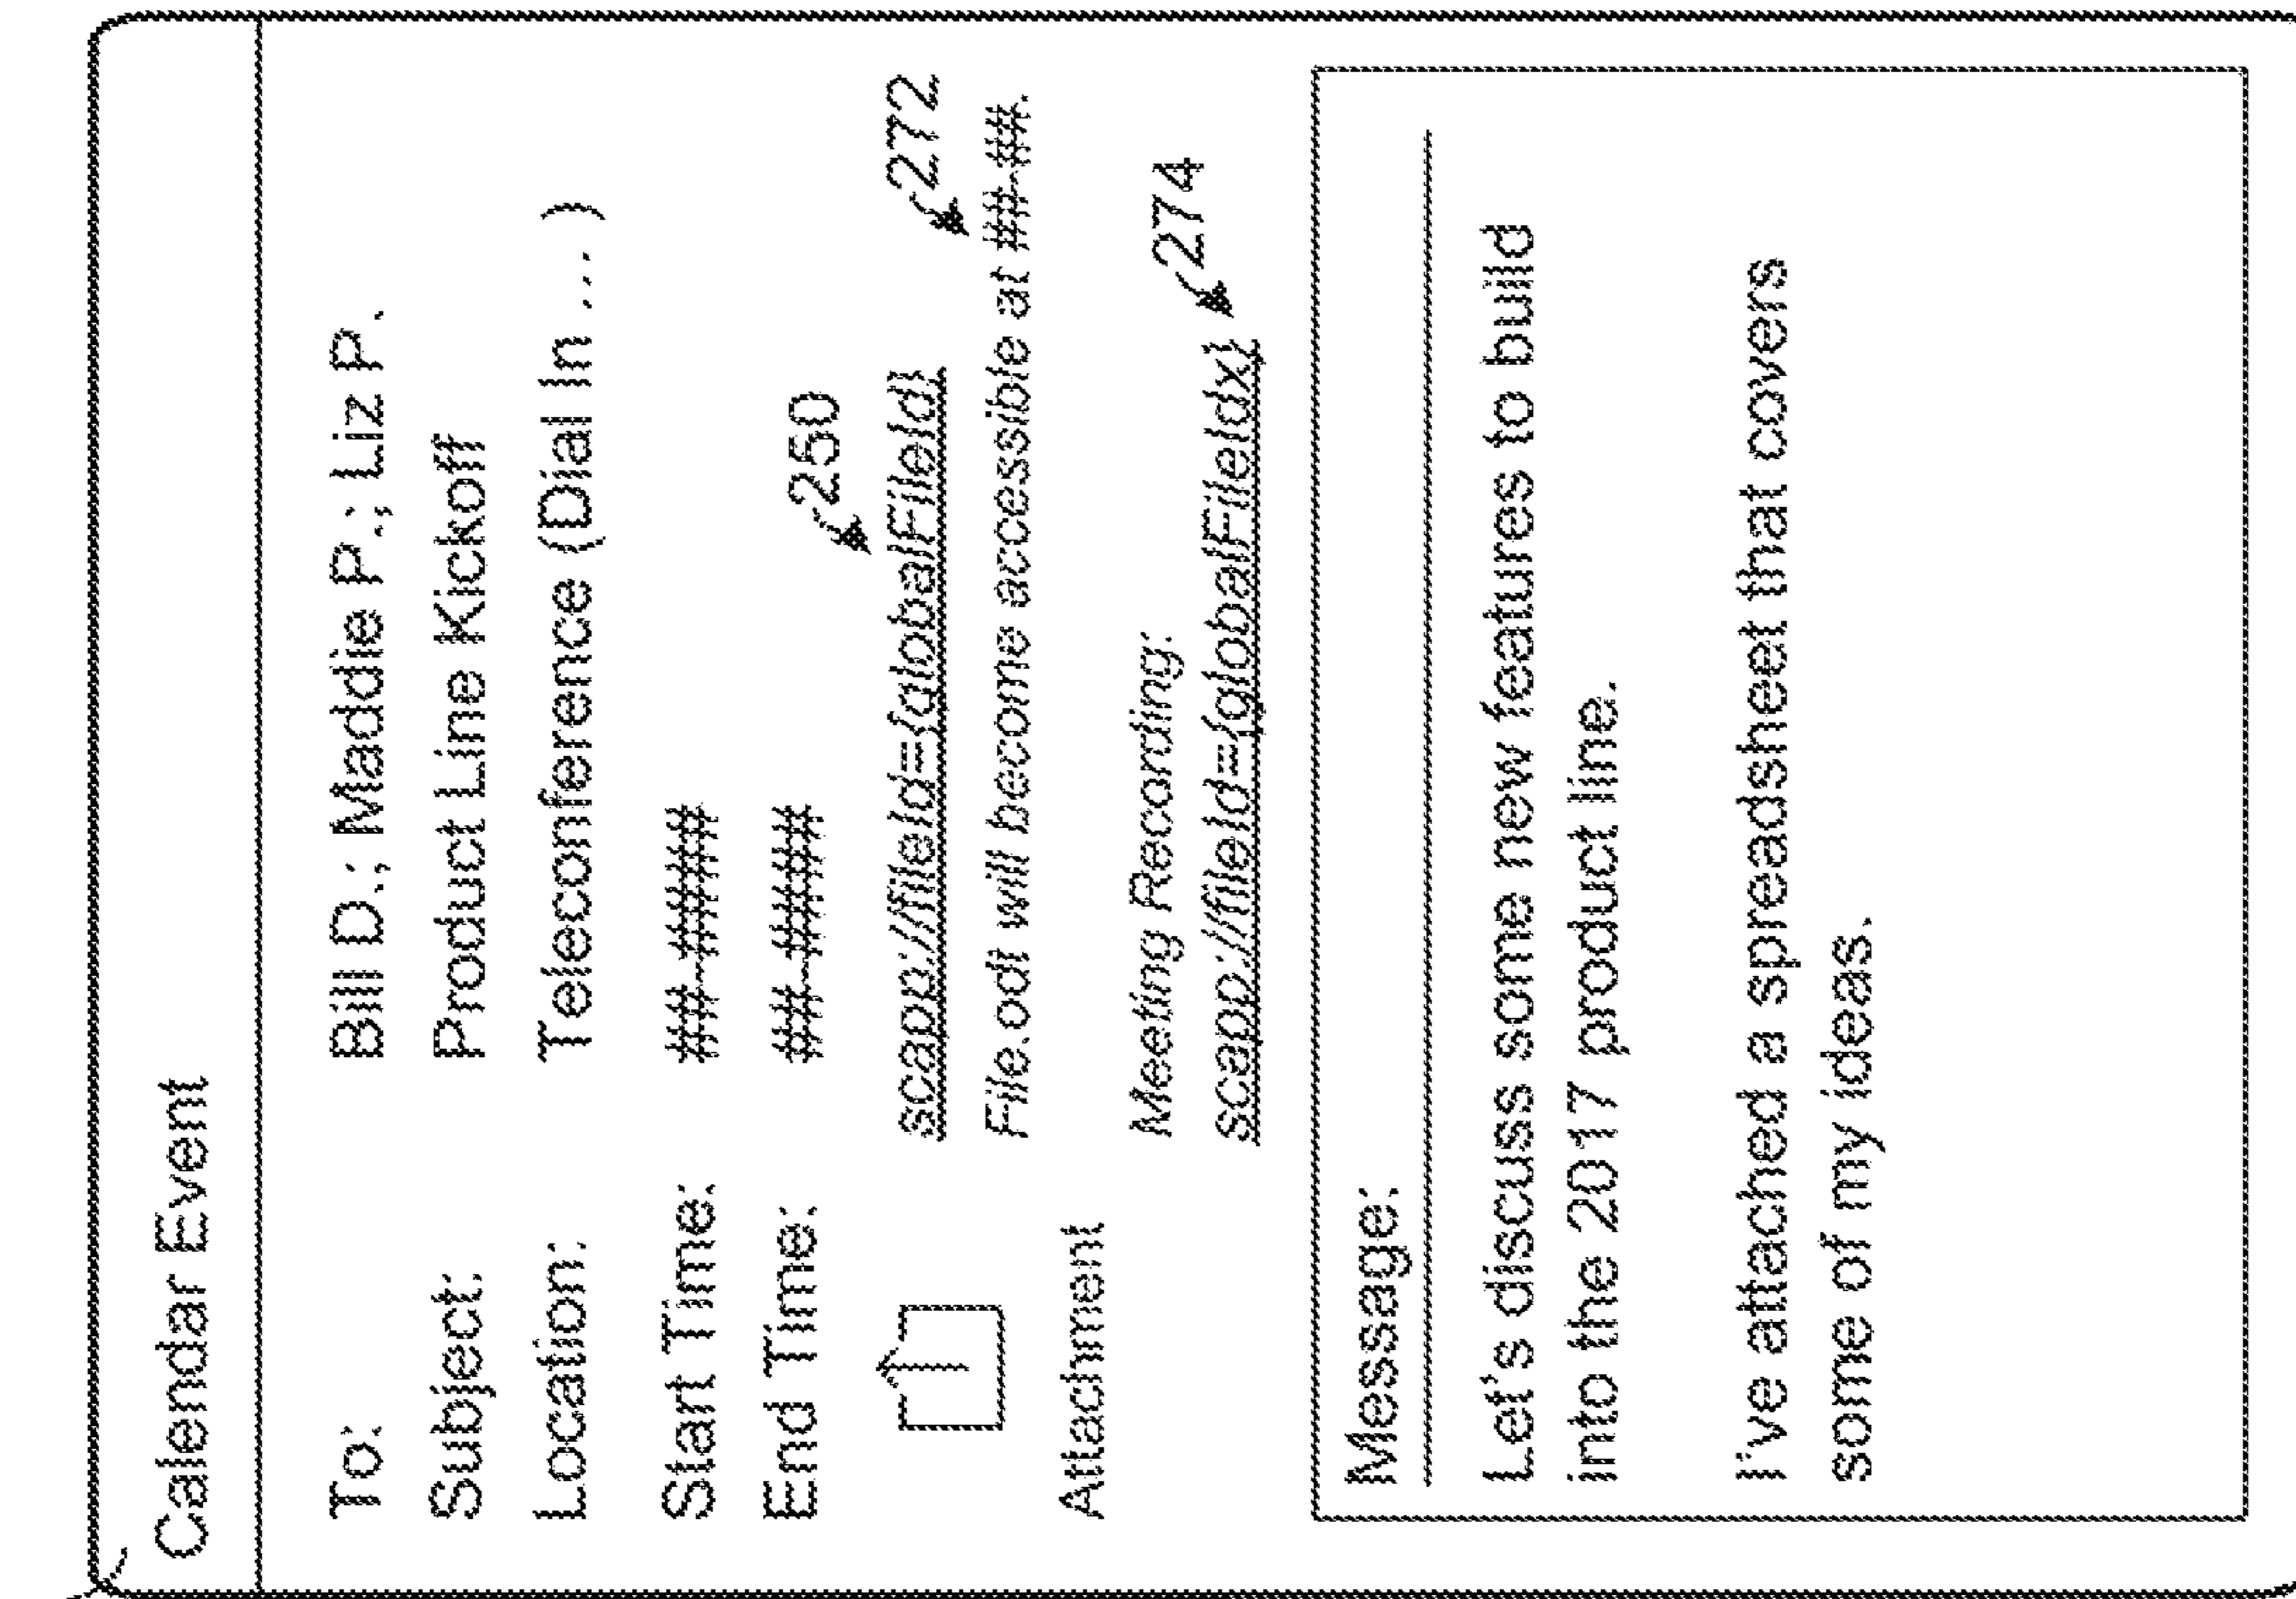 Calendar Event
To: Bill D.; Maddie P.; Liz P.
Subject: Product Line Kickoff
Location: Teleconference (Dial In ... )
Start Time: ##-####
End Time: ##-####
250
scapp://fileId={globalFileId}
272
File.odt will become accessible at ##-##.
Attachment
Meeting Recording:
scapp://fileId={globalFileIdx}
274
Message:
Let's discuss some new features to build
into the 2017 product line.
I've attached a spreadsheet that covers
some of my ideas.